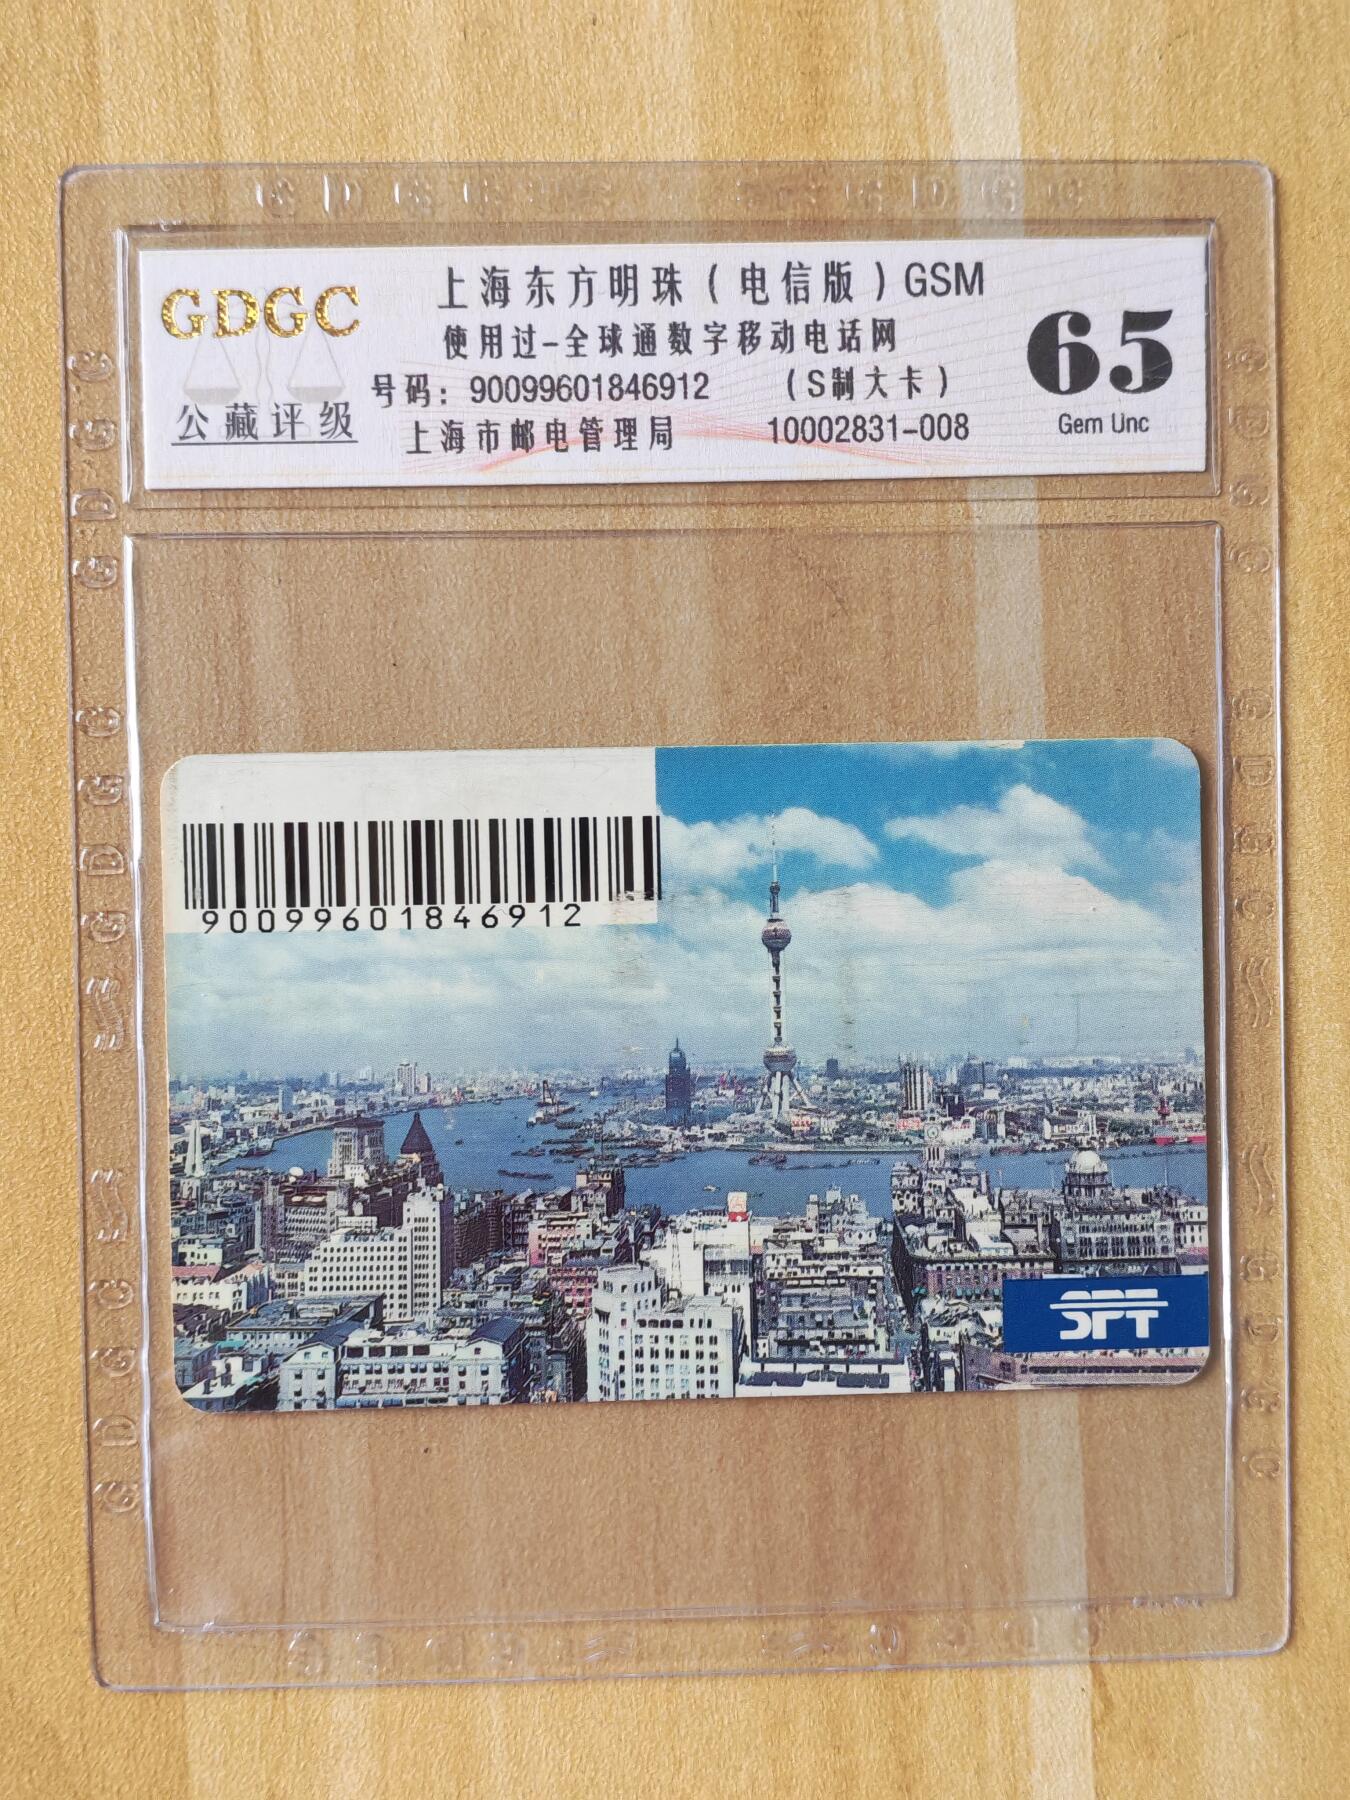 GDGC
公藏评级
上海东方明珠（电信版）GSM
使用过-全球通数字移动电话网
号码：90099601846912 （S制大卡）
上海市邮电管理局 10002831-008
65
Gem Unc
90099601846912
SPT